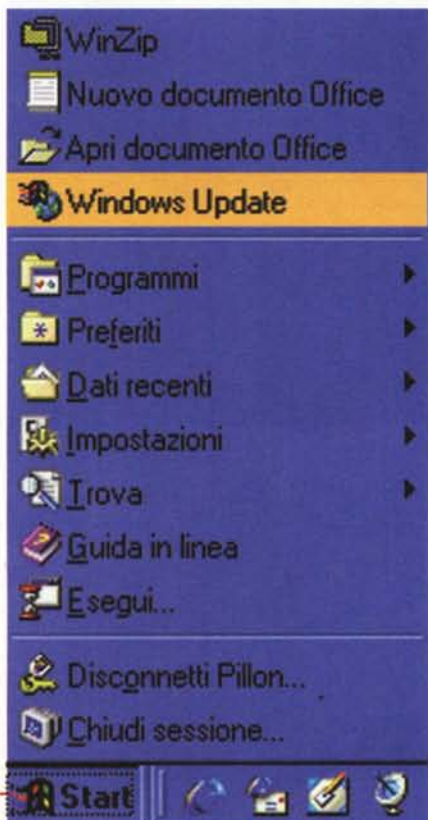 WinZip
Nuovo documento Office
Apri documento Office
Windows Update
Programmi
Preferiti
Dati recenti
Impostazioni
Trova
Guida in linea
Esegui...
Disconnetti Pillon...
Chiudi sessione...
Start